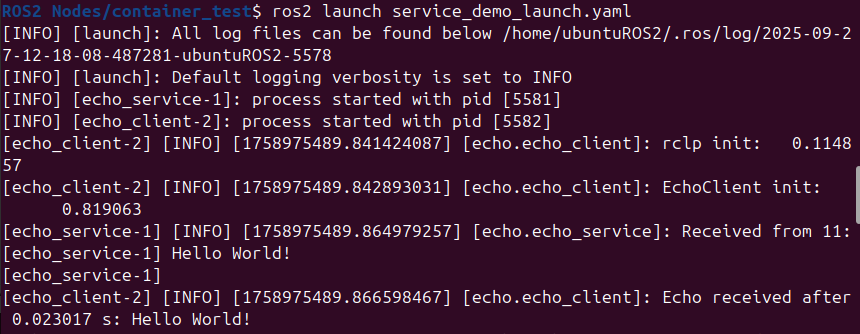 ROS2 Nodes/container_test$ ros2 launch service_demo_launch.yaml
[INFO] [launch]: All log files can be found below /home/ubuntuROS2/.ros/log/2025-09-2
7-12-18-08-487281-ubuntuROS2-5578
[INFO] [launch]: Default logging verbosity is set to INFO
[INFO] [echo_service-1]: process started with pid [5581]
[INFO] [echo_client-2]: process started with pid [5582]
[echo_client-2] [INFO] [1758975489.841424087] [echo.echo_client]: rclp init:   0.1148
57
[echo_client-2] [INFO] [1758975489.842893031] [echo.echo_client]: EchoClient init:
      0.819063
[echo_service-1] [INFO] [1758975489.864979257] [echo.echo_service]: Received from 11:
[echo_service-1] Hello World!
[echo_service-1]
[echo_client-2] [INFO] [1758975489.866598467] [echo.echo_client]: Echo received after
 0.023017 s: Hello World!